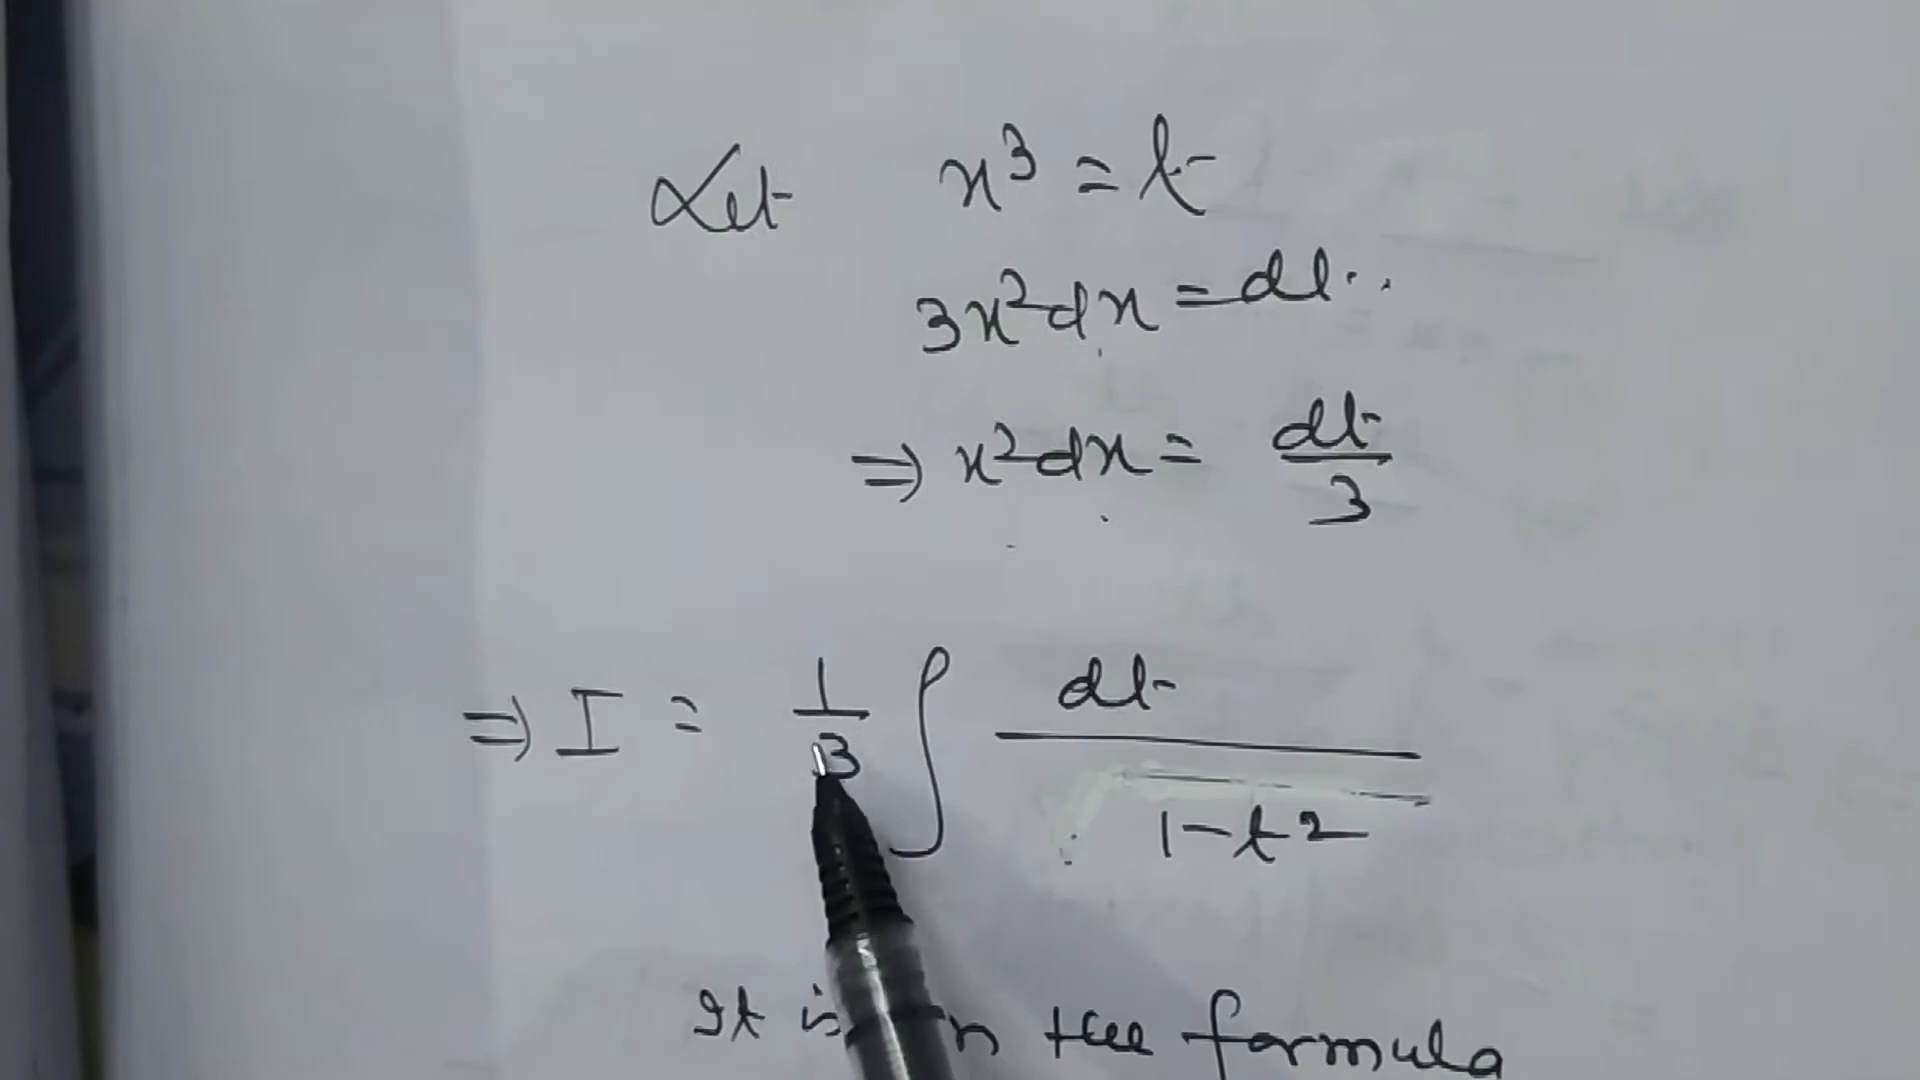 Let x³ = t
3x²dx = dt
⇒ x²dx = dt/3
⇒ I = 1/3 ∫ dt/(1-t²)
It is in the formula